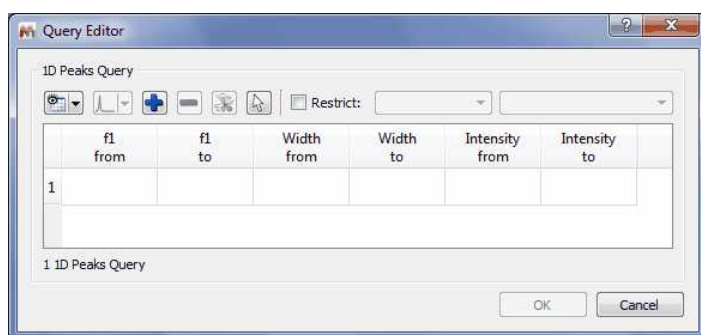 Query Editor
1D Peaks Query
Restrict:
f1 from
f1 to
Width from
Width to
Intensity from
Intensity to
1
1 1D Peaks Query
OK
Cancel